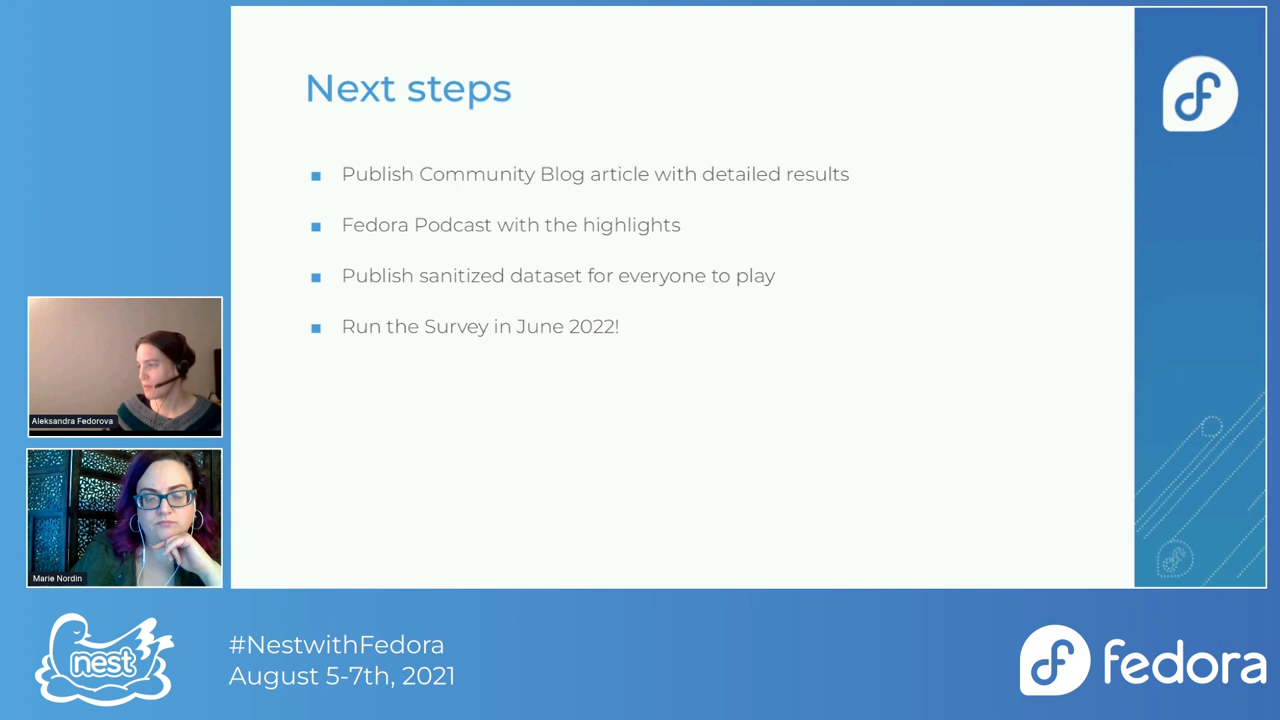 Next steps
Publish Community Blog article with detailed results
Fedora Podcast with the highlights
Publish sanitized dataset for everyone to play
Run the Survey in June 2022!
Aleksandra Fedorova
Marie Nordin
nest
#NestwithFedora
August 5-7th, 2021
fedora